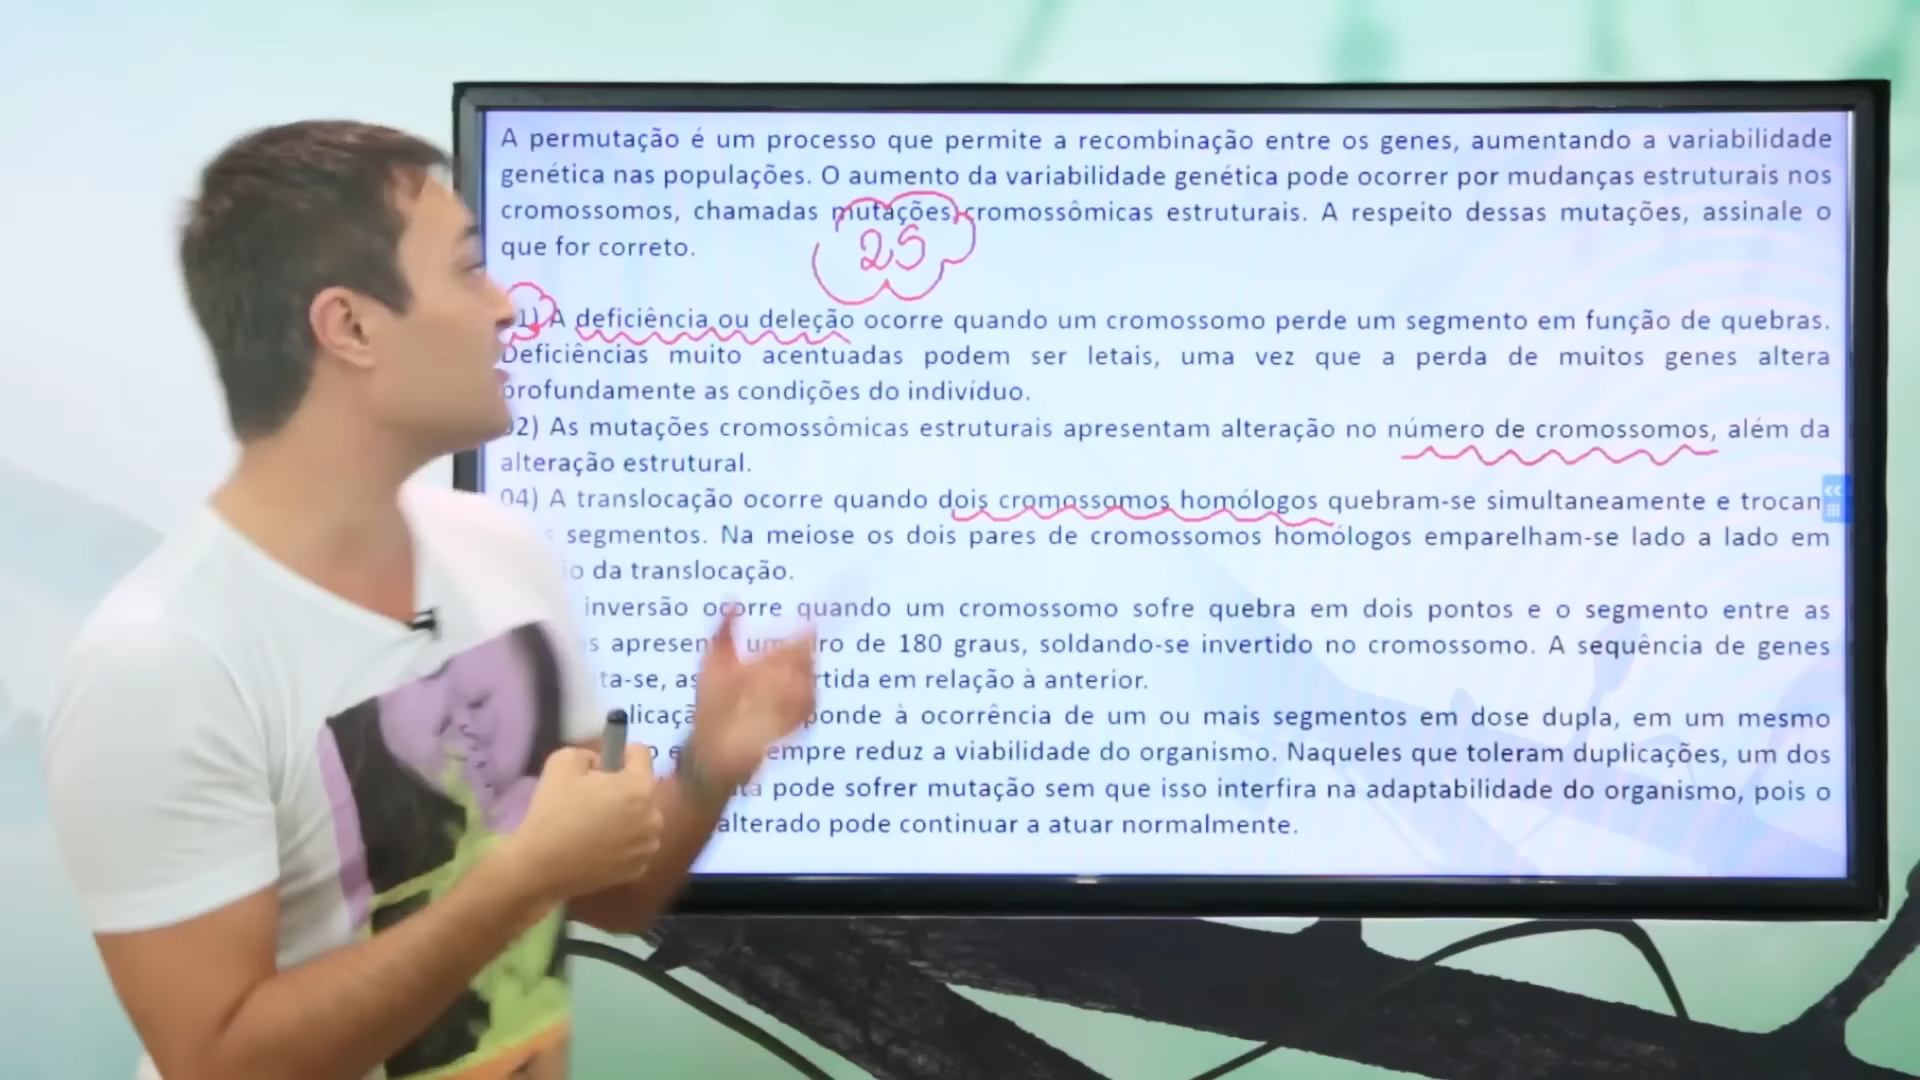 A permutação é um processo que permite a recombinação entre os genes, aumentando a variabilidade
genética nas populações. O aumento da variabilidade genética pode ocorrer por mudanças estruturais nos
cromossomos, chamadas mutações cromossômicas estruturais. A respeito dessas mutações, assinale o
que for correto.
25
1) A deficiência ou deleção ocorre quando um cromossomo perde um segmento em função de quebras.
Deficiências muito acentuadas podem ser letais, uma vez que a perda de muitos genes altera
profundamente as condições do indivíduo.
02) As mutações cromossômicas estruturais apresentam alteração no número de cromossomos, além da
alteração estrutural.
04) A translocação ocorre quando dois cromossomos homólogos quebram-se simultaneamente e trocan
segmentos. Na meiose os dois pares de cromossomos homólogos emparelham-se lado a lado em
da translocação.
inversão ocorre quando um cromossomo sofre quebra em dois pontos e o segmento entre as
de 180 graus, soldando-se invertido no cromossomo. A sequência de genes
em relação à anterior.
à ocorrência de um ou mais segmentos em dose dupla, em um mesmo
reduz a viabilidade do organismo. Naqueles que toleram duplicações, um dos
pode sofrer mutação sem que isso interfira na adaptabilidade do organismo, pois o
alterado pode continuar a atuar normalmente.